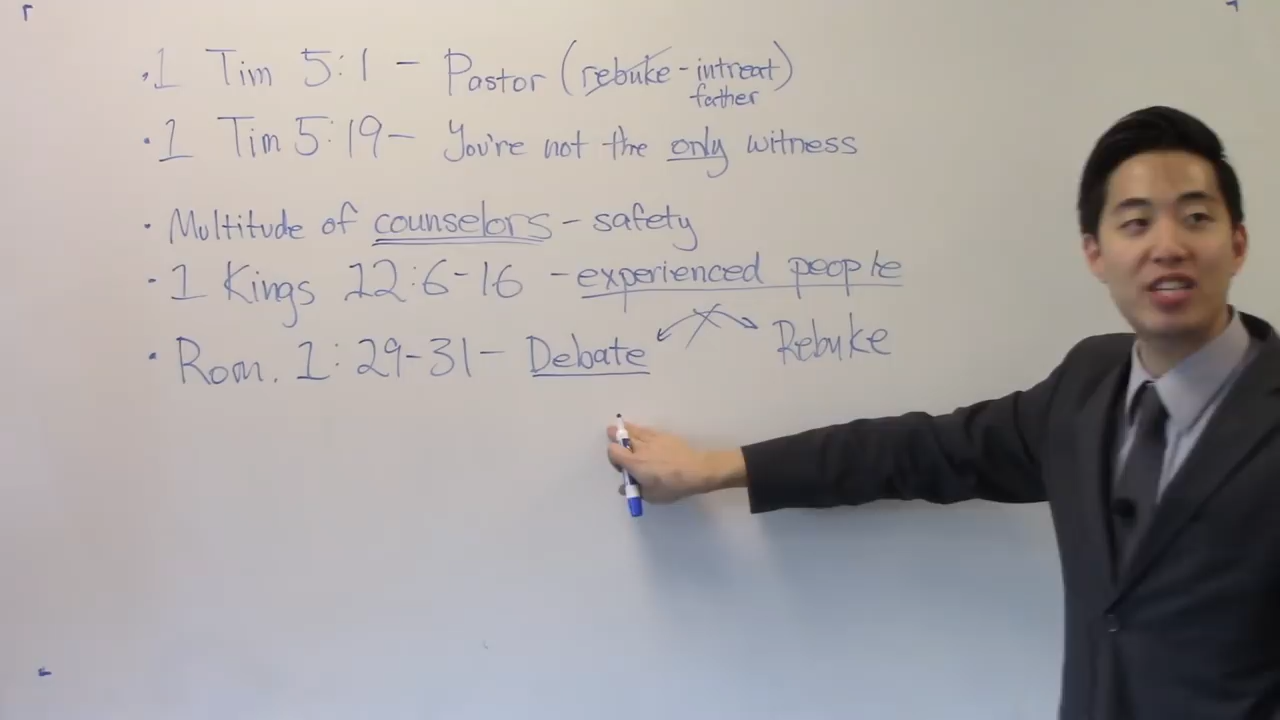 · 1 Tim 5:1 - Pastor (rebuke - intreat)
father
· 1 Tim 5:19 - You're not the only witness
· Multitude of counselors - safety
· 1 Kings 22:6-16 - experienced people
· Rom. 1:29-31 - Debate Rebuke